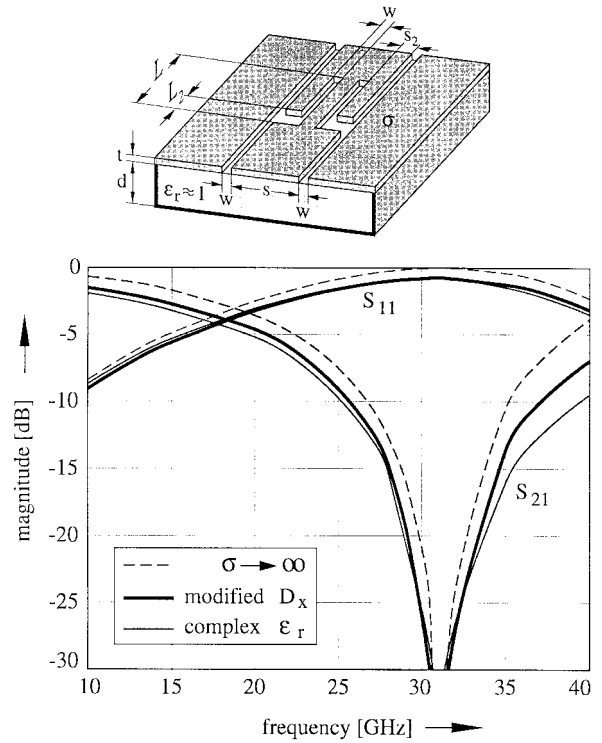 w
s₂
L
L₂
σ
t
d
εᵣ≈1
w
s
w
0
-5
-10
-15
-20
-25
-30
magnitude [dB]
S₁₁
S₂₁
σ → ∞
modified Dₓ
complex εᵣ
10 15 20 25 30 35 40
frequency [GHz]